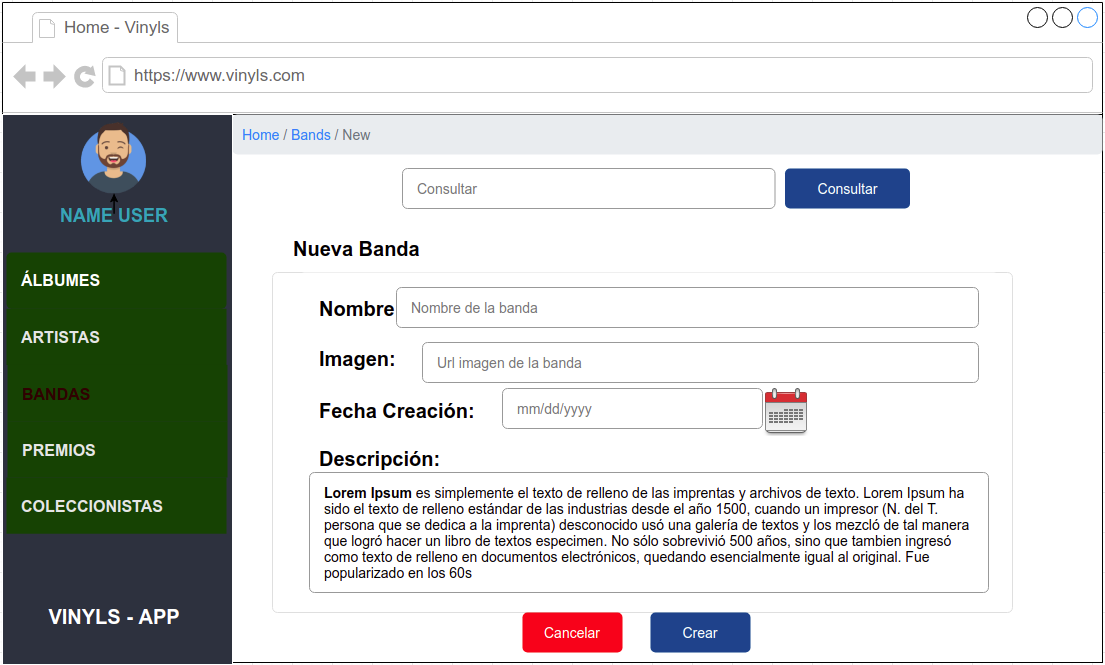 Home - Vinyls
https://www.vinyls.com
NAME USER
ÁLBUMES
ARTISTAS
BANDAS
PREMIOS
COLECCIONISTAS
VINYLS - APP
Home / Bands / New
Consultar
Consultar
Nueva Banda
Nombre
Nombre de la banda
Imagen:
Url imagen de la banda
Fecha Creación:
mm/dd/yyyy
Descripción:
Lorem Ipsum es simplemente el texto de relleno de las imprentas y archivos de texto. Lorem Ipsum ha
sido el texto de relleno estándar de las industrias desde el año 1500, cuando un impresor (N. del T.
persona que se dedica a la imprenta) desconocido usó una galería de textos y los mezcló de tal manera
que logró hacer un libro de textos especimen. No sólo sobrevivió 500 años, sino que tambien ingresó
como texto de relleno en documentos electrónicos, quedando esencialmente igual al original. Fue
popularizado en los 60s
Cancelar
Crear